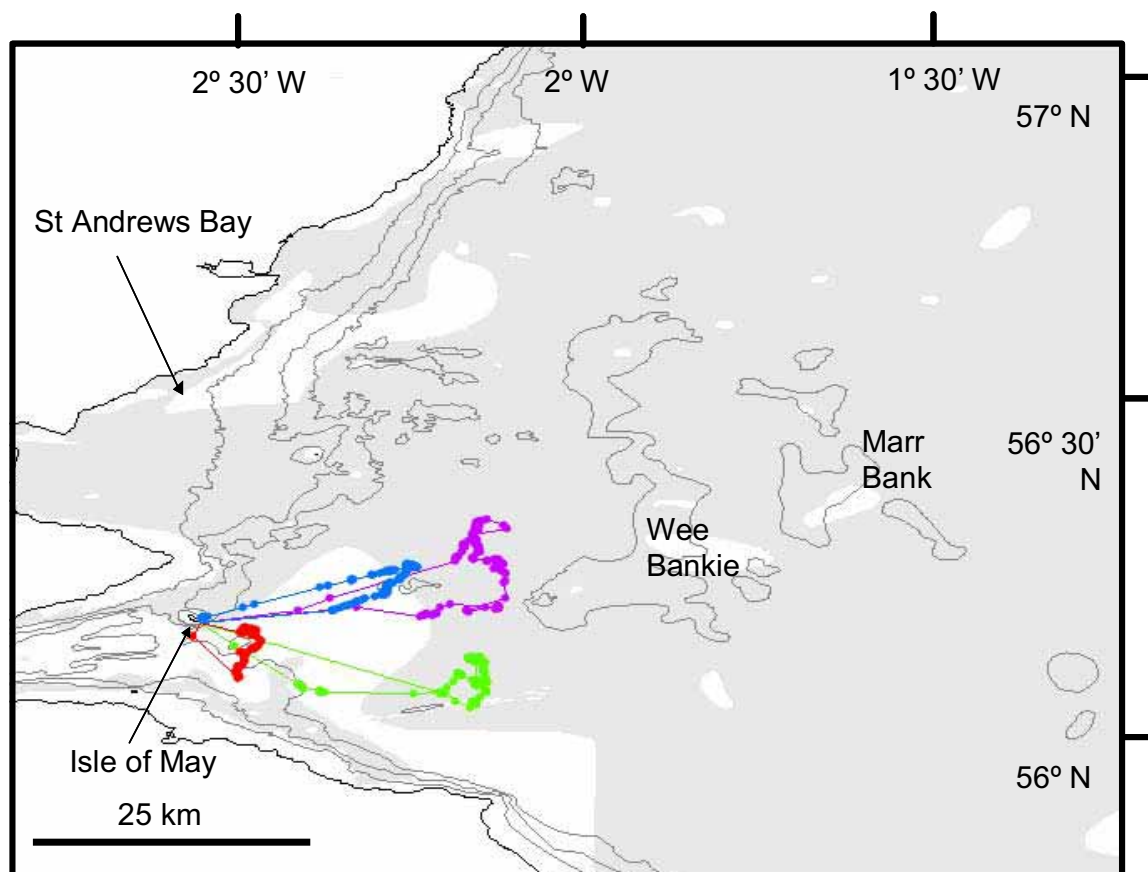 2º 30’ W
2º W
1º 30’ W
57º N
St Andrews Bay
Marr
Bank
56º 30’
N
Wee
Bankie
Isle of May
56º N
25 km